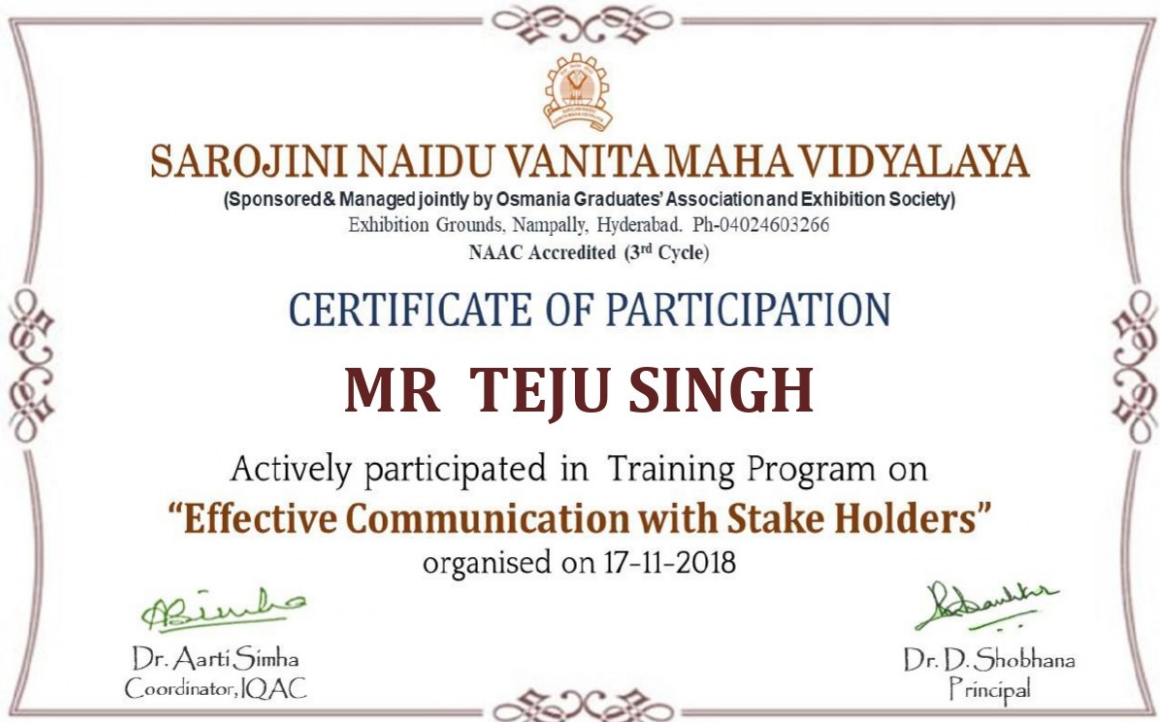 SAROJINI NAIDU VANITA MAHA VIDYALAYA
(Sponsored & Managed jointly by Osmania Graduates' Association and Exhibition Society)
Exhibition Grounds, Nampally, Hyderabad. Ph-04024603266
NAAC Accredited (3rd Cycle)
CERTIFICATE OF PARTICIPATION
MR TEJU SINGH
Actively participated in Training Program on
“Effective Communication with Stake Holders”
organised on 17-11-2018
ASimha
Dr. Aarti Simha
Coordinator, IQAC
Dr. D. Shobhana
Principal